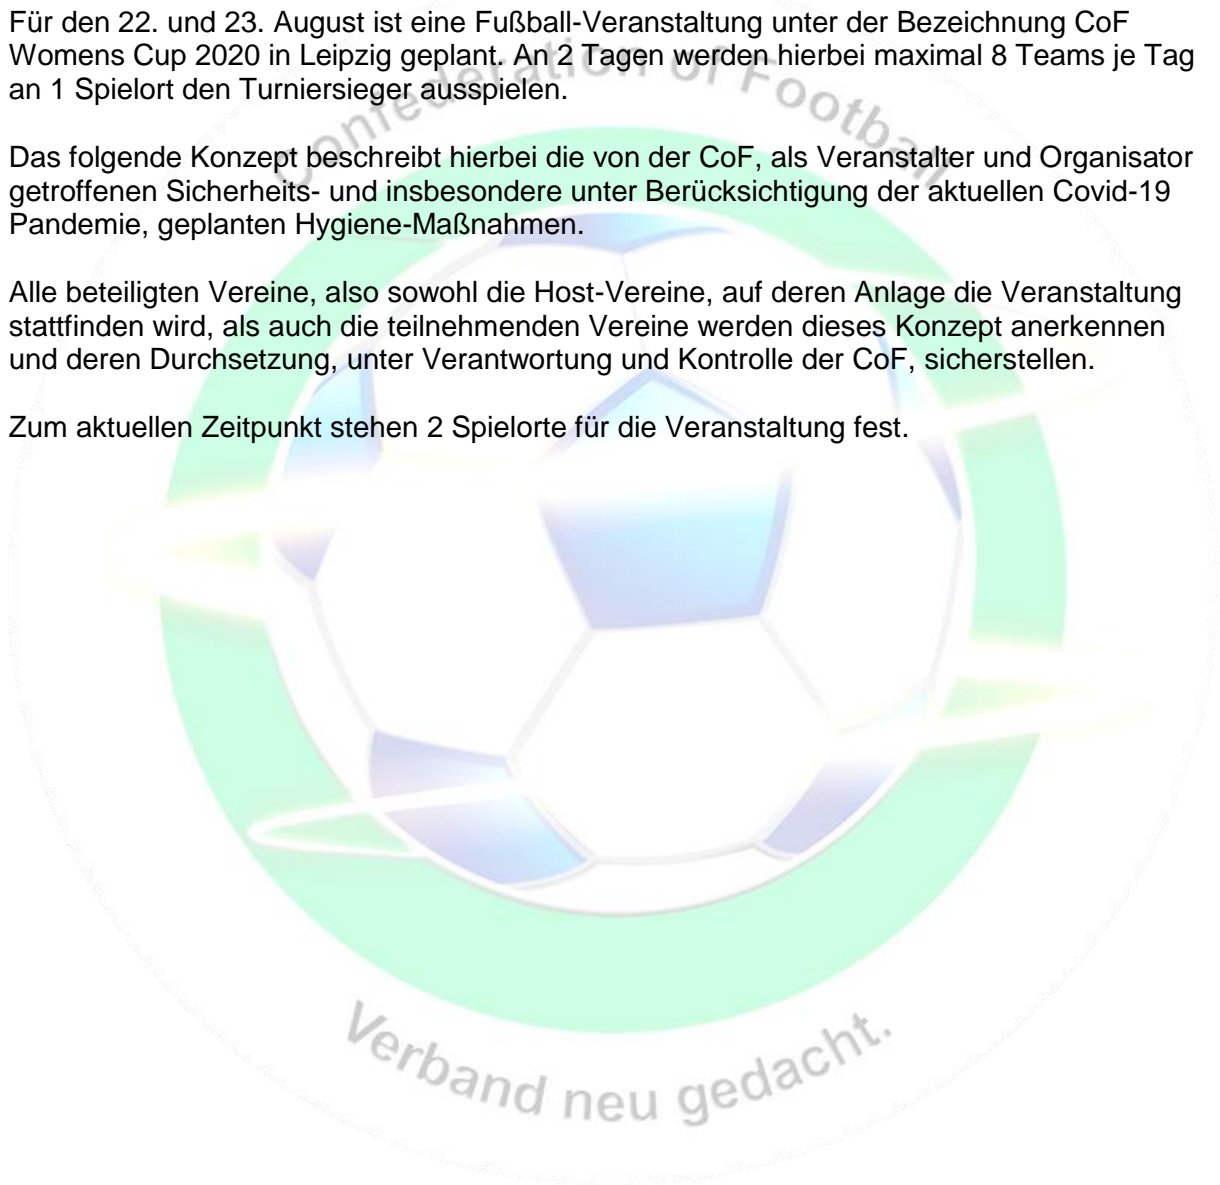 Für den 22. und 23. August ist eine Fußball-Veranstaltung unter der Bezeichnung CoF
Womens Cup 2020 in Leipzig geplant. An 2 Tagen werden hierbei maximal 8 Teams je Tag
an 1 Spielort den Turniersieger ausspielen.
Confederation of Football
Das folgende Konzept beschreibt hierbei die von der CoF, als Veranstalter und Organisator
getroffenen Sicherheits- und insbesondere unter Berücksichtigung der aktuellen Covid-19
Pandemie, geplanten Hygiene-Maßnahmen.
Alle beteiligten Vereine, also sowohl die Host-Vereine, auf deren Anlage die Veranstaltung
stattfinden wird, als auch die teilnehmenden Vereine werden dieses Konzept anerkennen
und deren Durchsetzung, unter Verantwortung und Kontrolle der CoF, sicherstellen.
Zum aktuellen Zeitpunkt stehen 2 Spielorte für die Veranstaltung fest.
Verband neu gedacht.